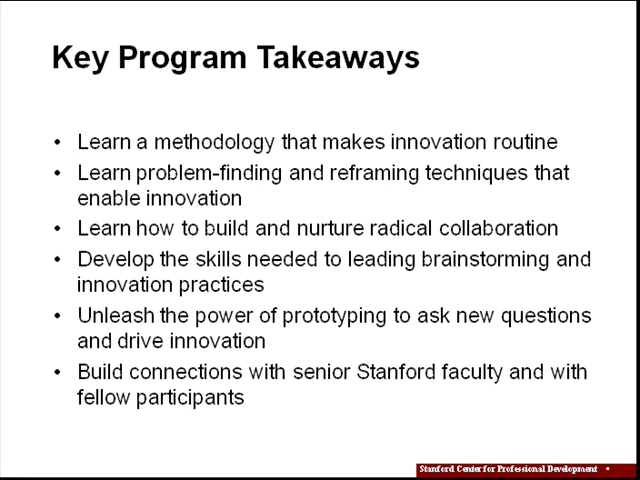 Key Program Takeaways
• Learn a methodology that makes innovation routine
• Learn problem-finding and reframing techniques that
enable innovation
• Learn how to build and nurture radical collaboration
• Develop the skills needed to leading brainstorming and
innovation practices
• Unleash the power of prototyping to ask new questions
and drive innovation
• Build connections with senior Stanford faculty and with
fellow participants
Stanford Center for Professional Development •